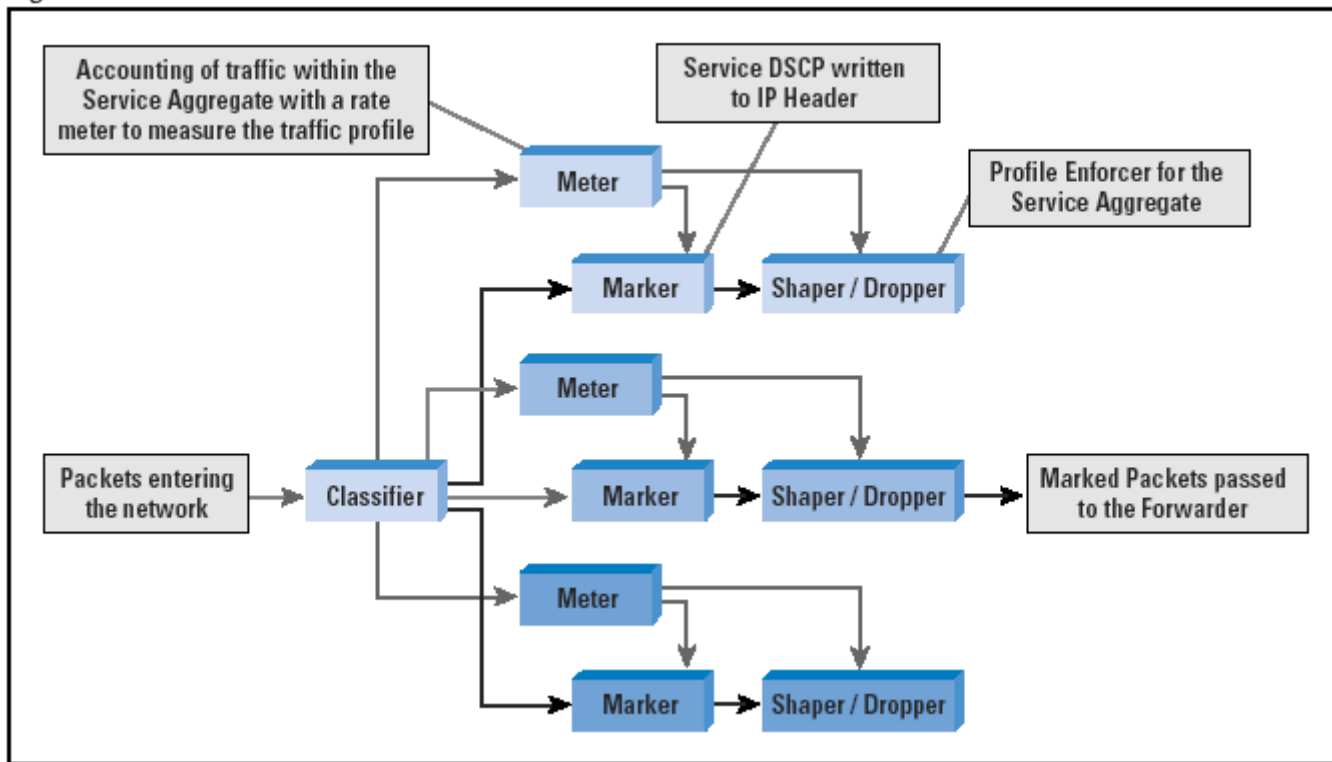 Accounting of traffic within the
Service Aggregate with a rate
meter to measure the traffic profile
Service DSCP written
to IP Header
Meter
Profile Enforcer for the
Service Aggregate
Marker
Shaper / Dropper
Meter
Packets entering
the network
Classifier
Marker
Shaper / Dropper
Marked Packets passed
to the Forwarder
Meter
Marker
Shaper / Dropper